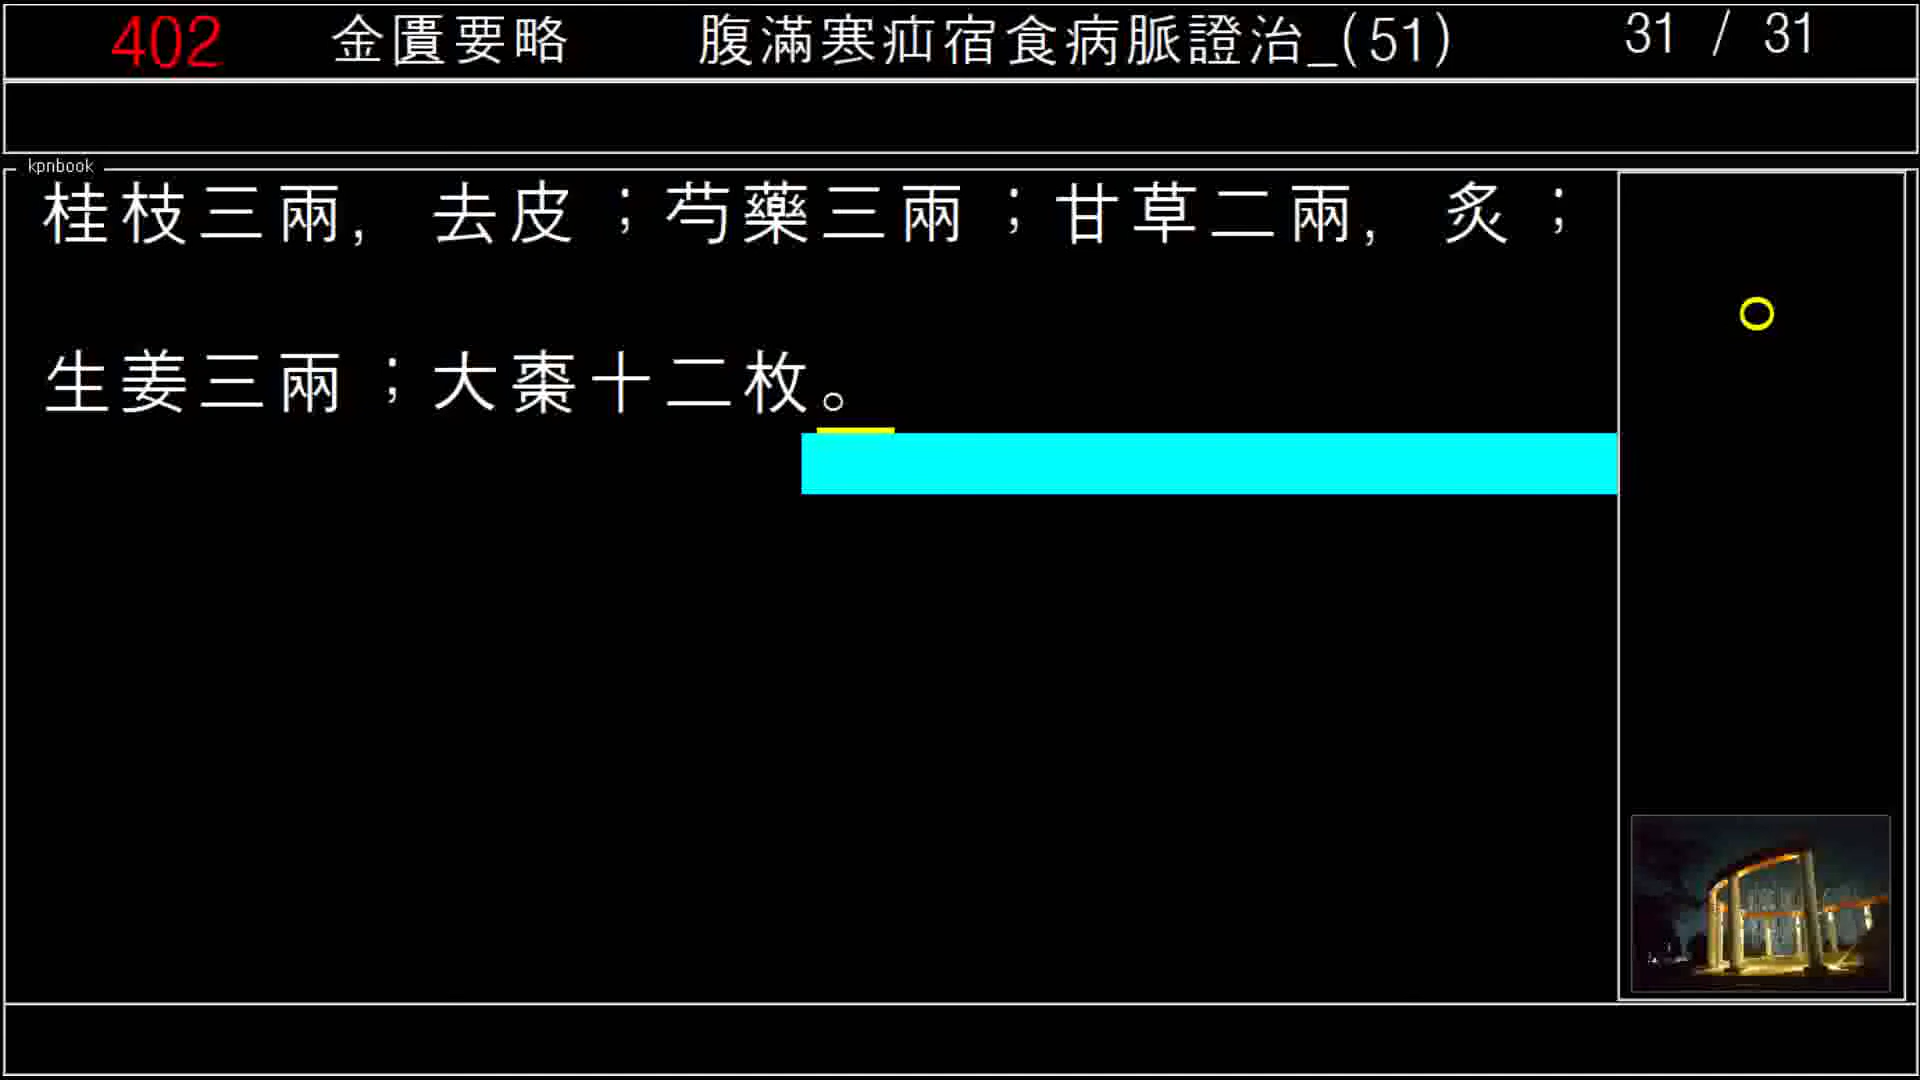 402 金匱要略 腹滿寒疝宿食病脈證治_(51) 31 / 31
kpnbook
桂枝三兩, 去皮；芍藥三兩；甘草二兩, 炙；
生姜三兩；大棗十二枚。